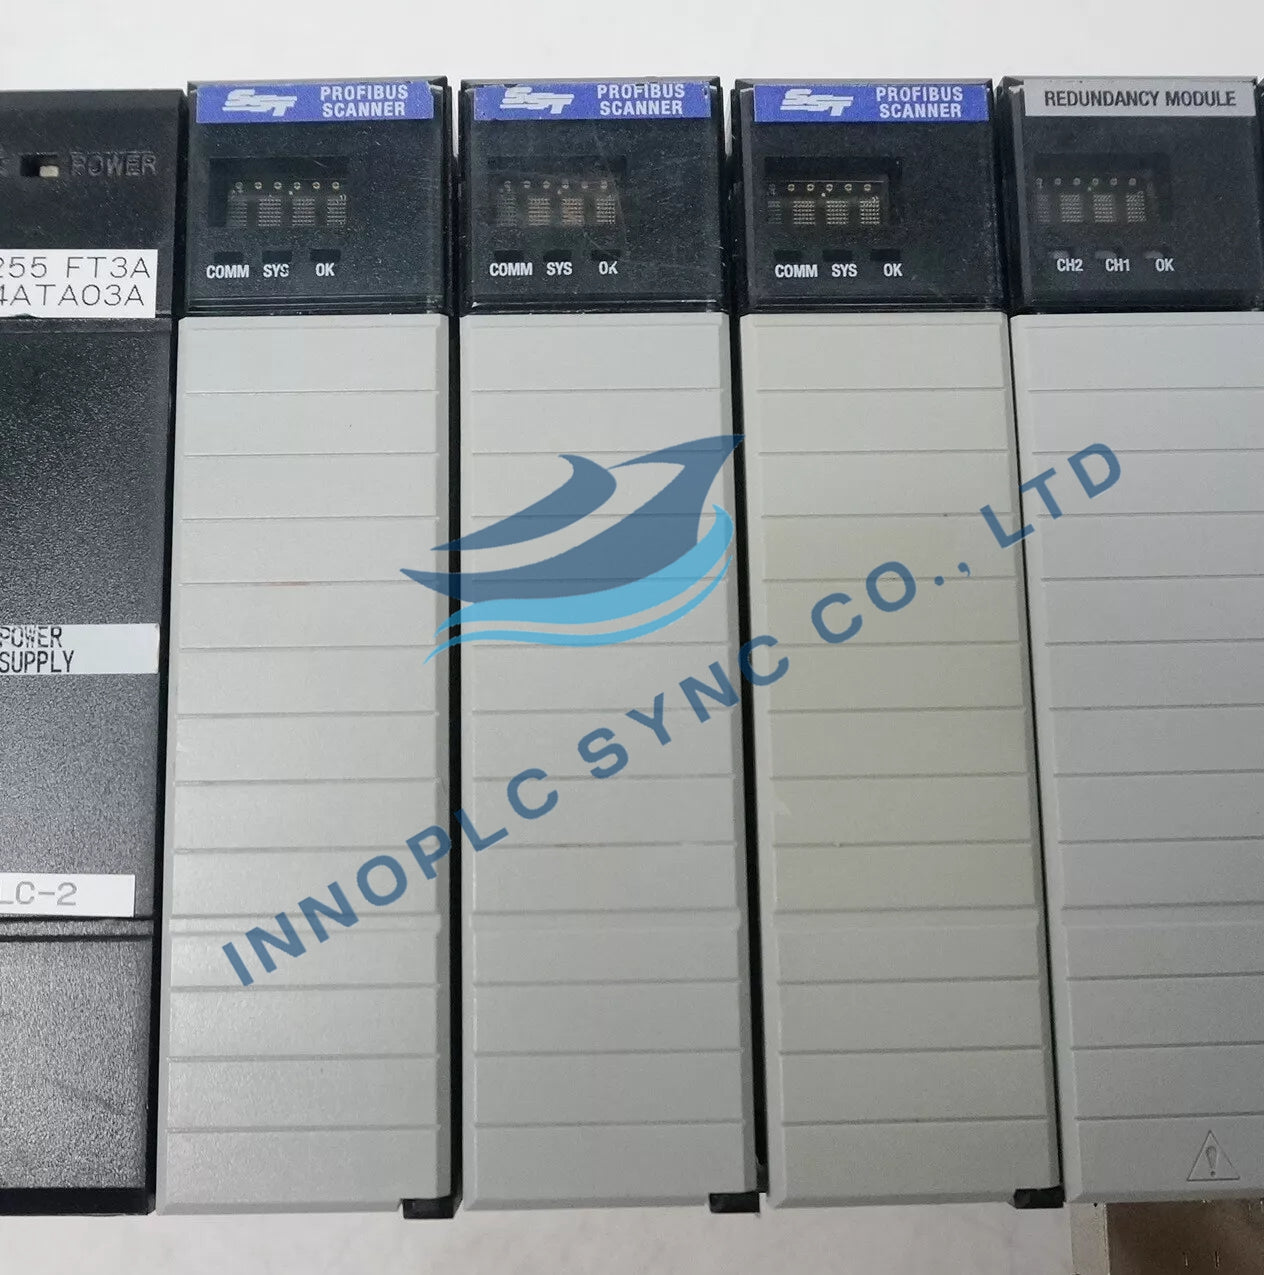 POWER
255 FT3A
4ATA03A
POWER
SUPPLY
LC-2
SST PROFIBUS
SCANNER
COMM SYS OK
SST PROFIBUS
SCANNER
COMM SYS OK
SST PROFIBUS
SCANNER
COMM SYS OK
REDUNDANCY MODULE
CH2 CH1 OK
INNOPLC SYNC CO., LTD